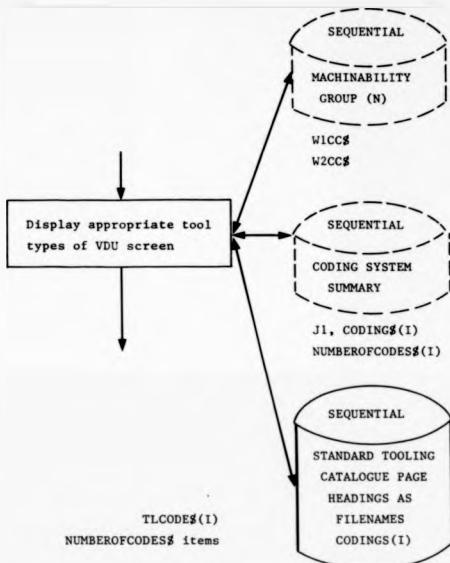 SEQUENTIAL
MACHINABILITY
GROUP (N)
W1CC$
W2CC$
Display appropriate tool
types of VDU screen
SEQUENTIAL
CODING SYSTEM
SUMMARY
J1, CODING$(I)
NUMBEROFCODES$(I)
SEQUENTIAL
STANDARD TOOLING
CATALOGUE PAGE
HEADINGS AS
FILENAMES
CODINGS(I)
TLCODE$(I)
NUMBEROFCODES$ items